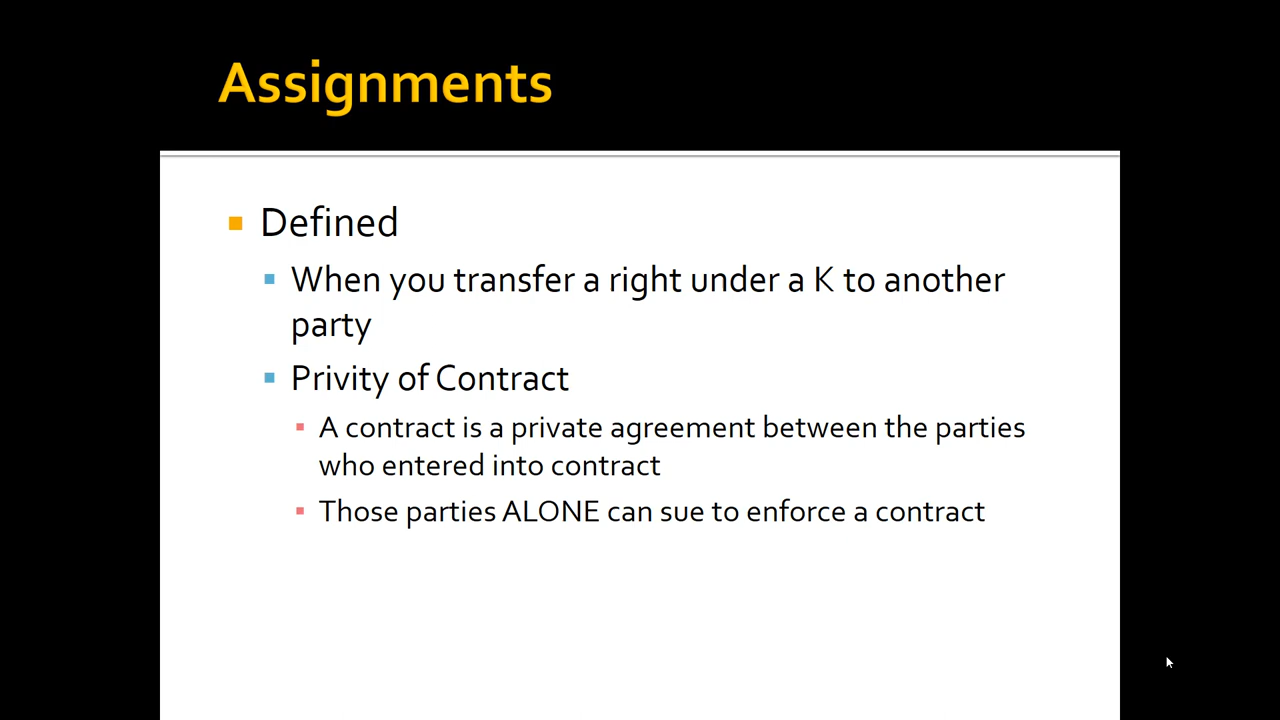 Assignments
Defined
When you transfer a right under a K to another
party
Privity of Contract
A contract is a private agreement between the parties
who entered into contract
Those parties ALONE can sue to enforce a contract